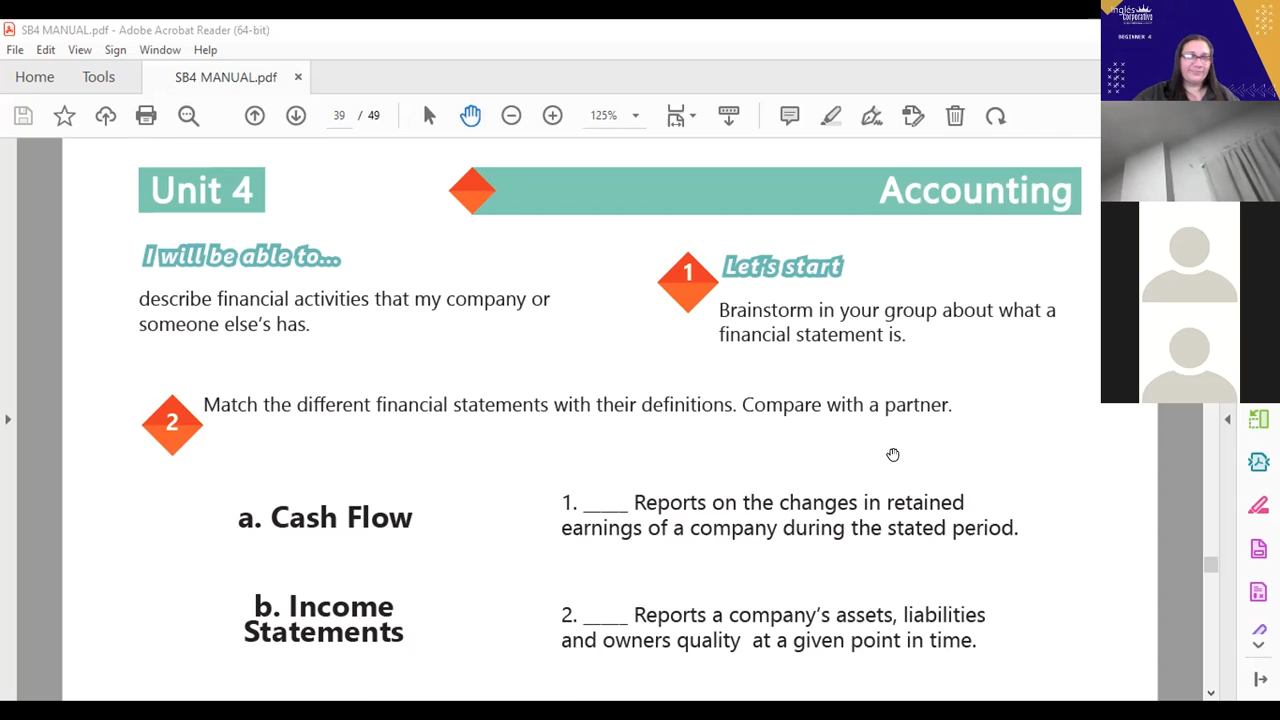 SB4 MANUAL.pdf - Adobe Acrobat Reader (64-bit)
File Edit View Sign Window Help
Home Tools SB4 MANUAL.pdf ×
39 / 49 125%
Inglés
Corporativo
BEGINNER 4
Unit 4
Accounting
I will be able to...
describe financial activities that my company or
someone else's has.
1 Let's start
Brainstorm in your group about what a
financial statement is.
2 Match the different financial statements with their definitions. Compare with a partner.
a. Cash Flow
1. _____ Reports on the changes in retained
earnings of a company during the stated period.
b. Income
Statements
2. _____ Reports a company's assets, liabilities
and owners quality at a given point in time.